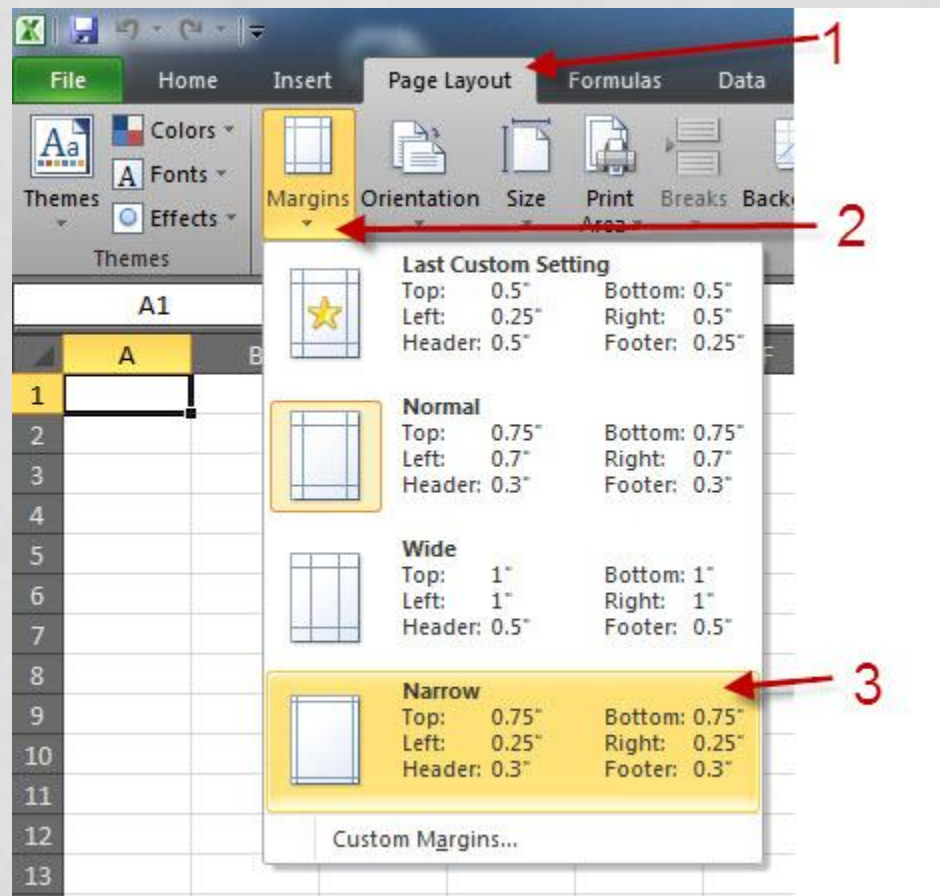 1
File Home Insert Page Layout Formulas Data
Colors
Fonts
Effects
Themes Margins Orientation Size Print Area Breaks
Themes
2
A1
A
1
2
3
4
5
6
7
8
9
10
11
12
13
Last Custom Setting
Top: 0.5" Bottom: 0.5"
Left: 0.25" Right: 0.5"
Header: 0.5" Footer: 0.25"
Normal
Top: 0.75" Bottom: 0.75"
Left: 0.7" Right: 0.7"
Header: 0.3" Footer: 0.3"
Wide
Top: 1" Bottom: 1"
Left: 1" Right: 1"
Header: 0.5" Footer: 0.5"
3
Narrow
Top: 0.75" Bottom: 0.75"
Left: 0.25" Right: 0.25"
Header: 0.3" Footer: 0.3"
Custom Margins...